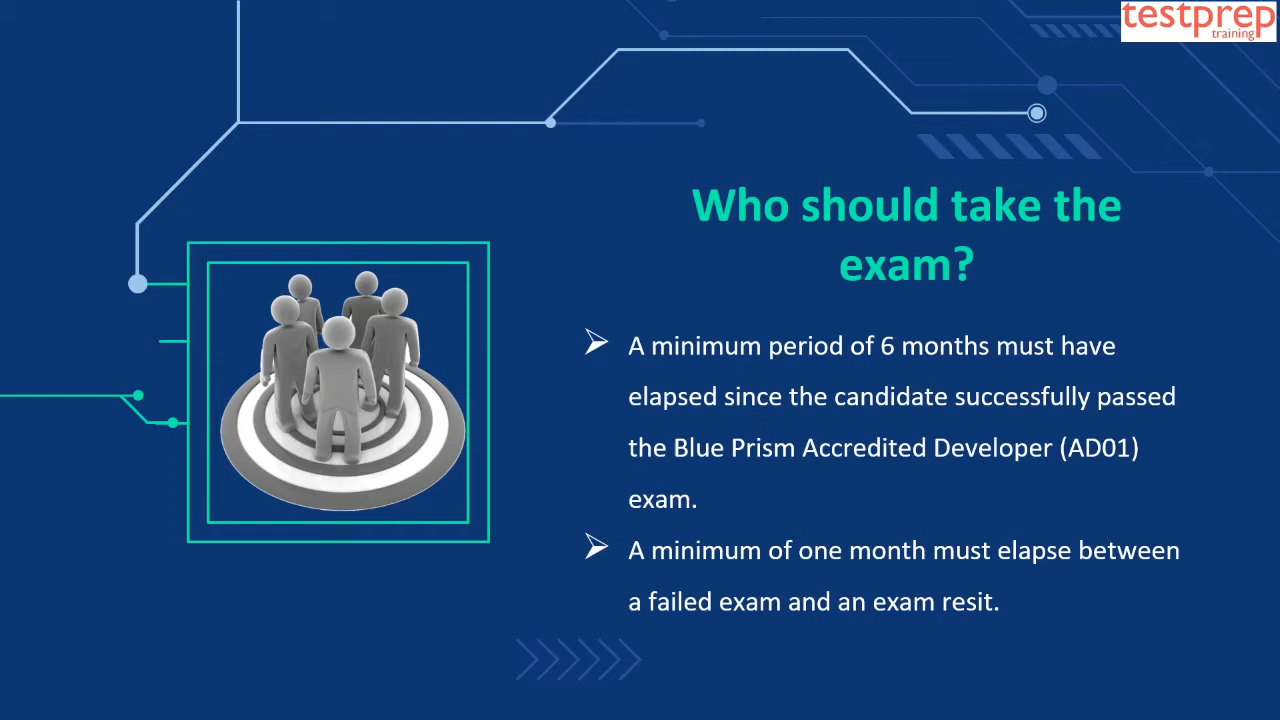 testprep
training
Who should take the
exam?
A minimum period of 6 months must have
elapsed since the candidate successfully passed
the Blue Prism Accredited Developer (AD01)
exam.
A minimum of one month must elapse between
a failed exam and an exam resit.